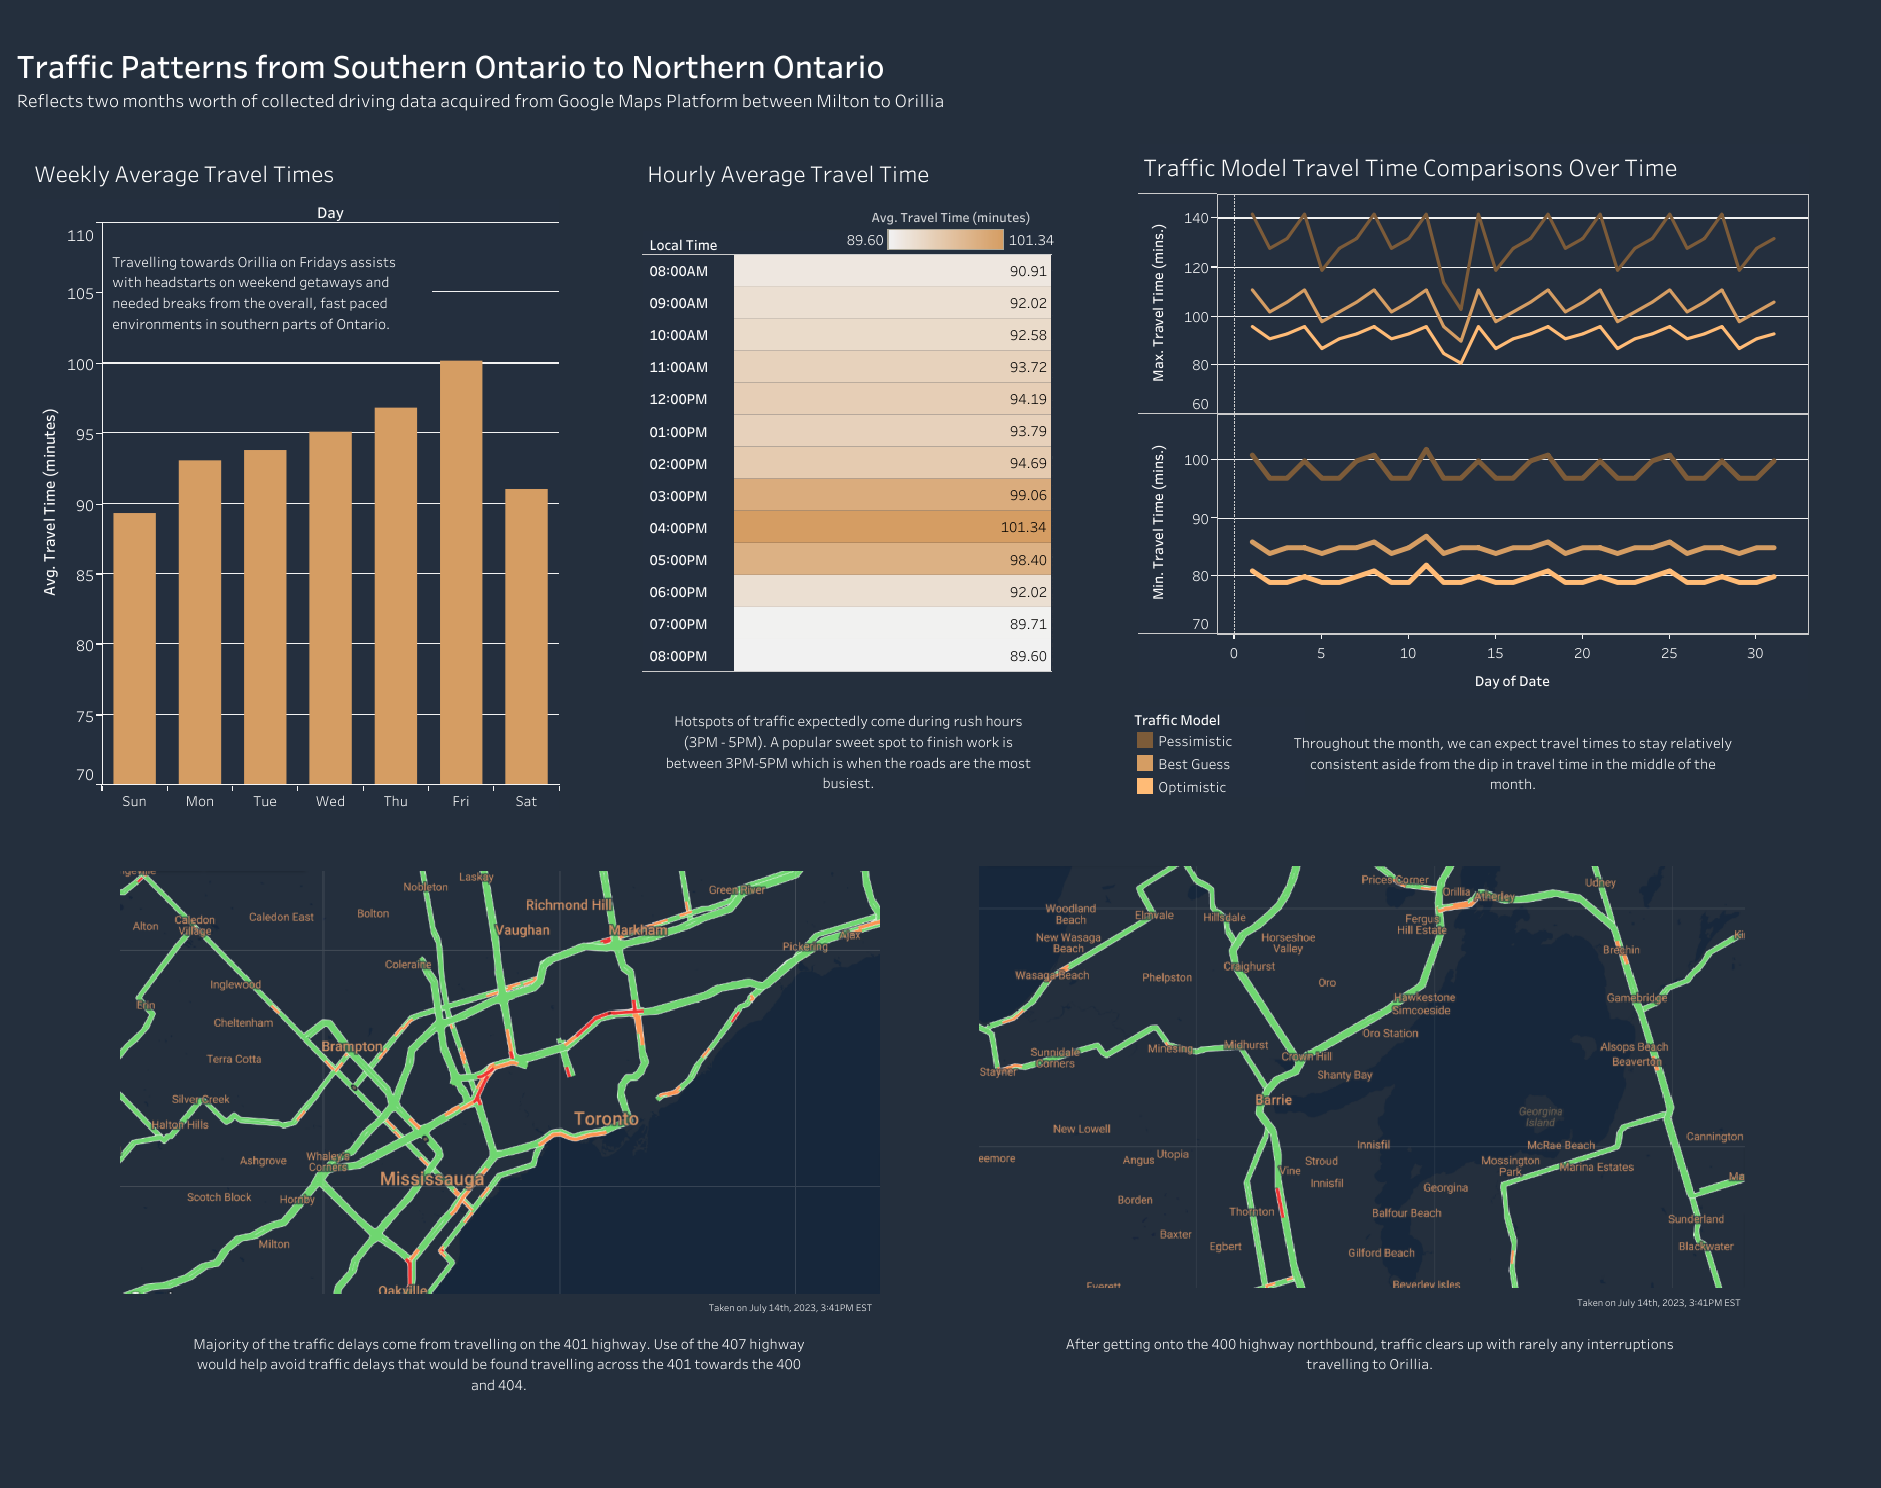 Traffic Patterns from Southern Ontario to Northern Ontario
Reflects two months worth of collected driving data acquired from Google Maps Platform between Milton to Orillia
Weekly Average Travel Times
Day
Avg. Travel Time (minutes)
110
105
100
95
90
85
80
75
70
Travelling towards Orillia on Fridays assists
with headstarts on weekend getaways and
needed breaks from the overall, fast paced
environments in southern parts of Ontario.
Sun Mon Tue Wed Thu Fri Sat
Hourly Average Travel Time
Avg. Travel Time (minutes)
89.60 101.34
Local Time
08:00AM 90.91
09:00AM 92.02
10:00AM 92.58
11:00AM 93.72
12:00PM 94.19
01:00PM 93.79
02:00PM 94.69
03:00PM 99.06
04:00PM 101.34
05:00PM 98.40
06:00PM 92.02
07:00PM 89.71
08:00PM 89.60
Hotspots of traffic expectedly come during rush hours
(3PM - 5PM). A popular sweet spot to finish work is
between 3PM-5PM which is when the roads are the most
busiest.
Traffic Model Travel Time Comparisons Over Time
Max. Travel Time (mins.)
140
120
100
80
60
Min. Travel Time (mins.)
100
90
80
70
0 5 10 15 20 25 30
Day of Date
Traffic Model
Pessimistic
Best Guess
Optimistic
Throughout the month, we can expect travel times to stay relatively
consistent aside from the dip in travel time in the middle of the
month.
Nobleton
Laskay
Green River
Richmond Hill
Alton
Caledon
Village
Caledon East
Bolton
Vaughan
Markham
Ajax
Pickering
Coleraine
Inglewood
Erin
Cheltenham
Brampton
Terra Cotta
Silver Creek
Halton Hills
Toronto
Ashgrove
Whaleys
Corners
Mississauga
Scotch Block
Hornby
Milton
Oakville
Taken on July 14th, 2023, 3:41PM EST
Majority of the traffic delays come from travelling on the 401 highway. Use of the 407 highway
would help avoid traffic delays that would be found travelling across the 401 towards the 400
and 404.
Prices Corner
Orillia
Atherley
Udney
Woodland
Beach
Elmvale
Hillsdale
Fergus
Hill Estate
New Wasaga
Beach
Horseshoe
Valley
Brechin
Wasaga Beach
Phelpston
Craighurst
Oro
Hawkestone
Simcoeside
Gamebridge
Oro Station
Stayner
Sunnidale
Corners
Minesing
Midhurst
Crown Hill
Alsops Beach
Beaverton
Shanty Bay
Barrie
Georgina
Island
New Lowell
Innisfil
McRae Beach
Cannington
eemore
Angus
Utopia
Stroud
Mossington
Park
Marina Estates
Vine
Innisfil
Georgina
Ma
Borden
Thornton
Balfour Beach
Sunderland
Baxter
Egbert
Gilford Beach
Blackwater
Everett
Beverley Isles
Taken on July 14th, 2023, 3:41PM EST
After getting onto the 400 highway northbound, traffic clears up with rarely any interruptions
travelling to Orillia.